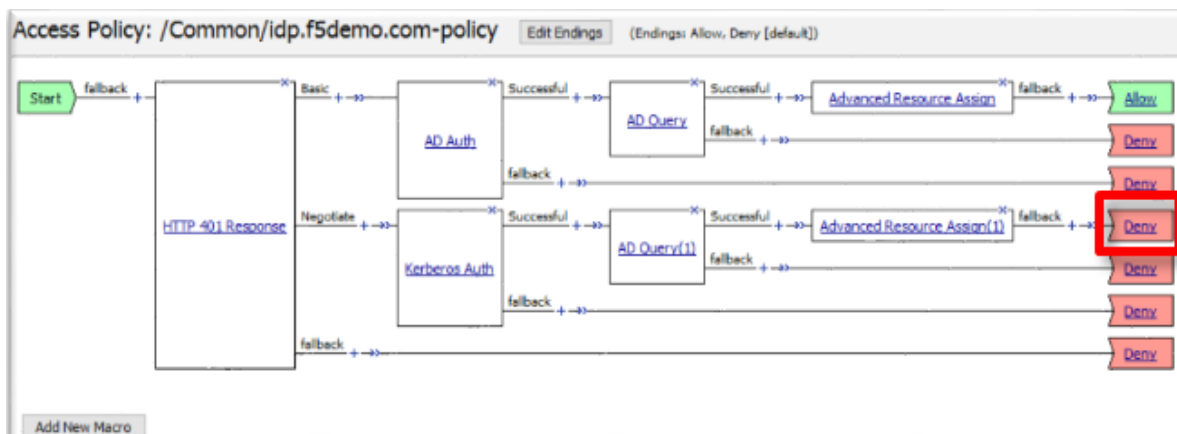 Access Policy: /Common/idp.f5demo.com-policy Edit Endings (Endings: Allow, Deny [default])
Start fallback + Basic + Successful + Successful + Advanced Resource Assign fallback + Allow
AD Auth AD Query fallback + Deny
fallback + Deny
HTTP 401 Response Negotiate + Successful + Successful + Advanced Resource Assign(1) fallback + Deny
Kerberos Auth AD Query(1) fallback + Deny
fallback + Deny
fallback + Deny
Add New Macro